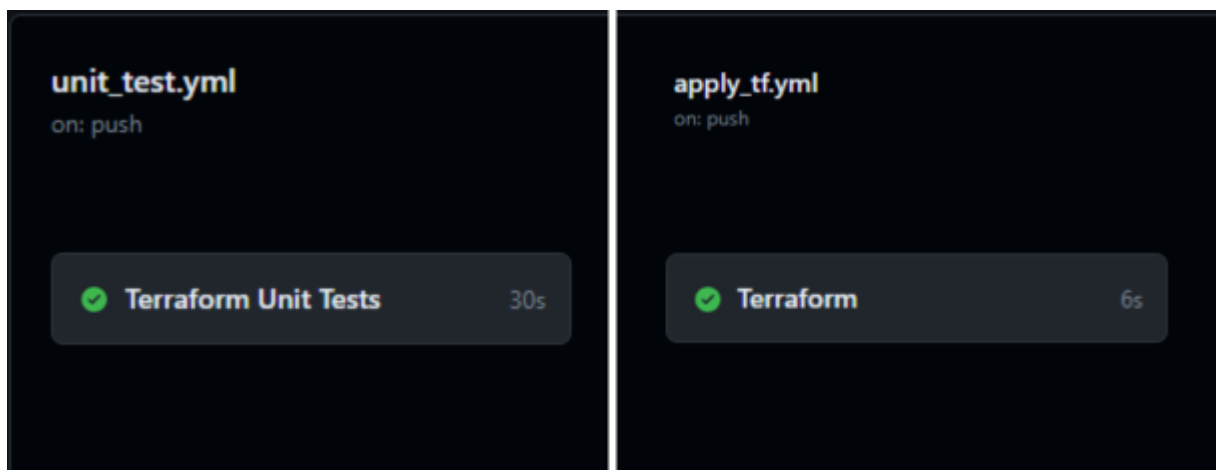 unit_test.yml
on: push
Terraform Unit Tests 30s
apply_tf.yml
on: push
Terraform 6s